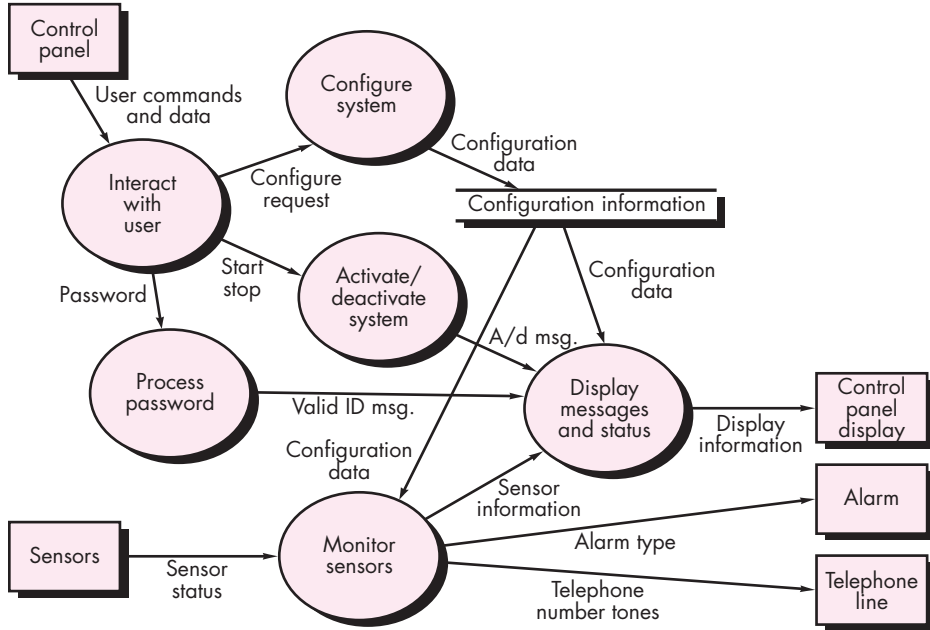 Control
panel
User commands
and data
Configure
system
Configuration
data
Interact
with
user
Configure
request
Configuration information
Start
stop
Activate/
deactivate
system
Configuration
data
Password
A/d msg.
Process
password
Valid ID msg.
Display
messages
and status
Control
panel
display
Display
information
Configuration
data
Sensor
information
Alarm
Sensors
Sensor
status
Monitor
sensors
Alarm type
Telephone
number tones
Telephone
line